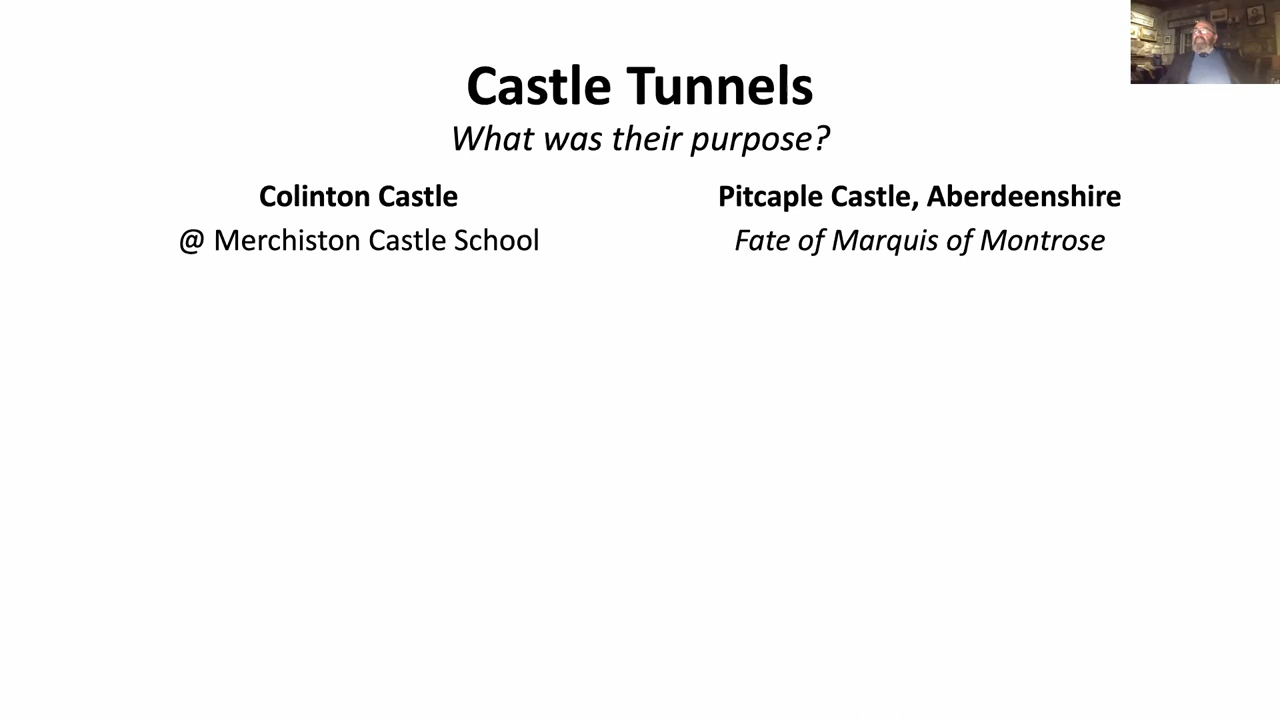 Castle Tunnels
What was their purpose?
Colinton Castle
@ Merchiston Castle School
Pitcaple Castle, Aberdeenshire
Fate of Marquis of Montrose